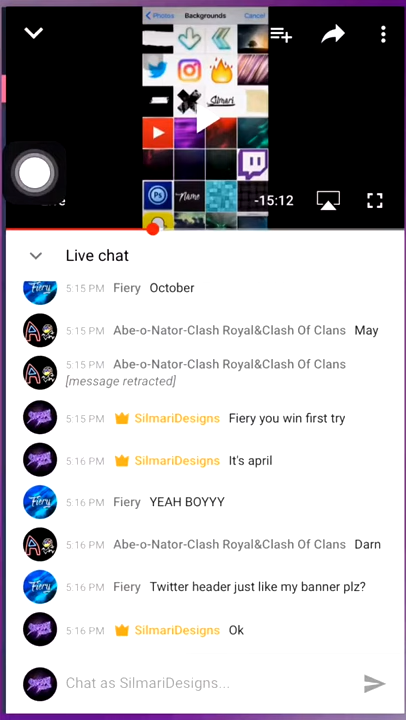 Photos Backgrounds Cancel
Silmari
Name
Ps
-15:12
Live chat
5:15 PM Fiery October
5:15 PM Abe-o-Nator-Clash Royal&Clash Of Clans May
5:15 PM Abe-o-Nator-Clash Royal&Clash Of Clans
[message retracted]
5:15 PM SilmariDesigns Fiery you win first try
5:16 PM SilmariDesigns It's april
5:16 PM Fiery YEAH BOYYY
5:16 PM Abe-o-Nator-Clash Royal&Clash Of Clans Darn
5:16 PM Fiery Twitter header just like my banner plz?
5:16 PM SilmariDesigns Ok
Chat as SilmariDesigns...